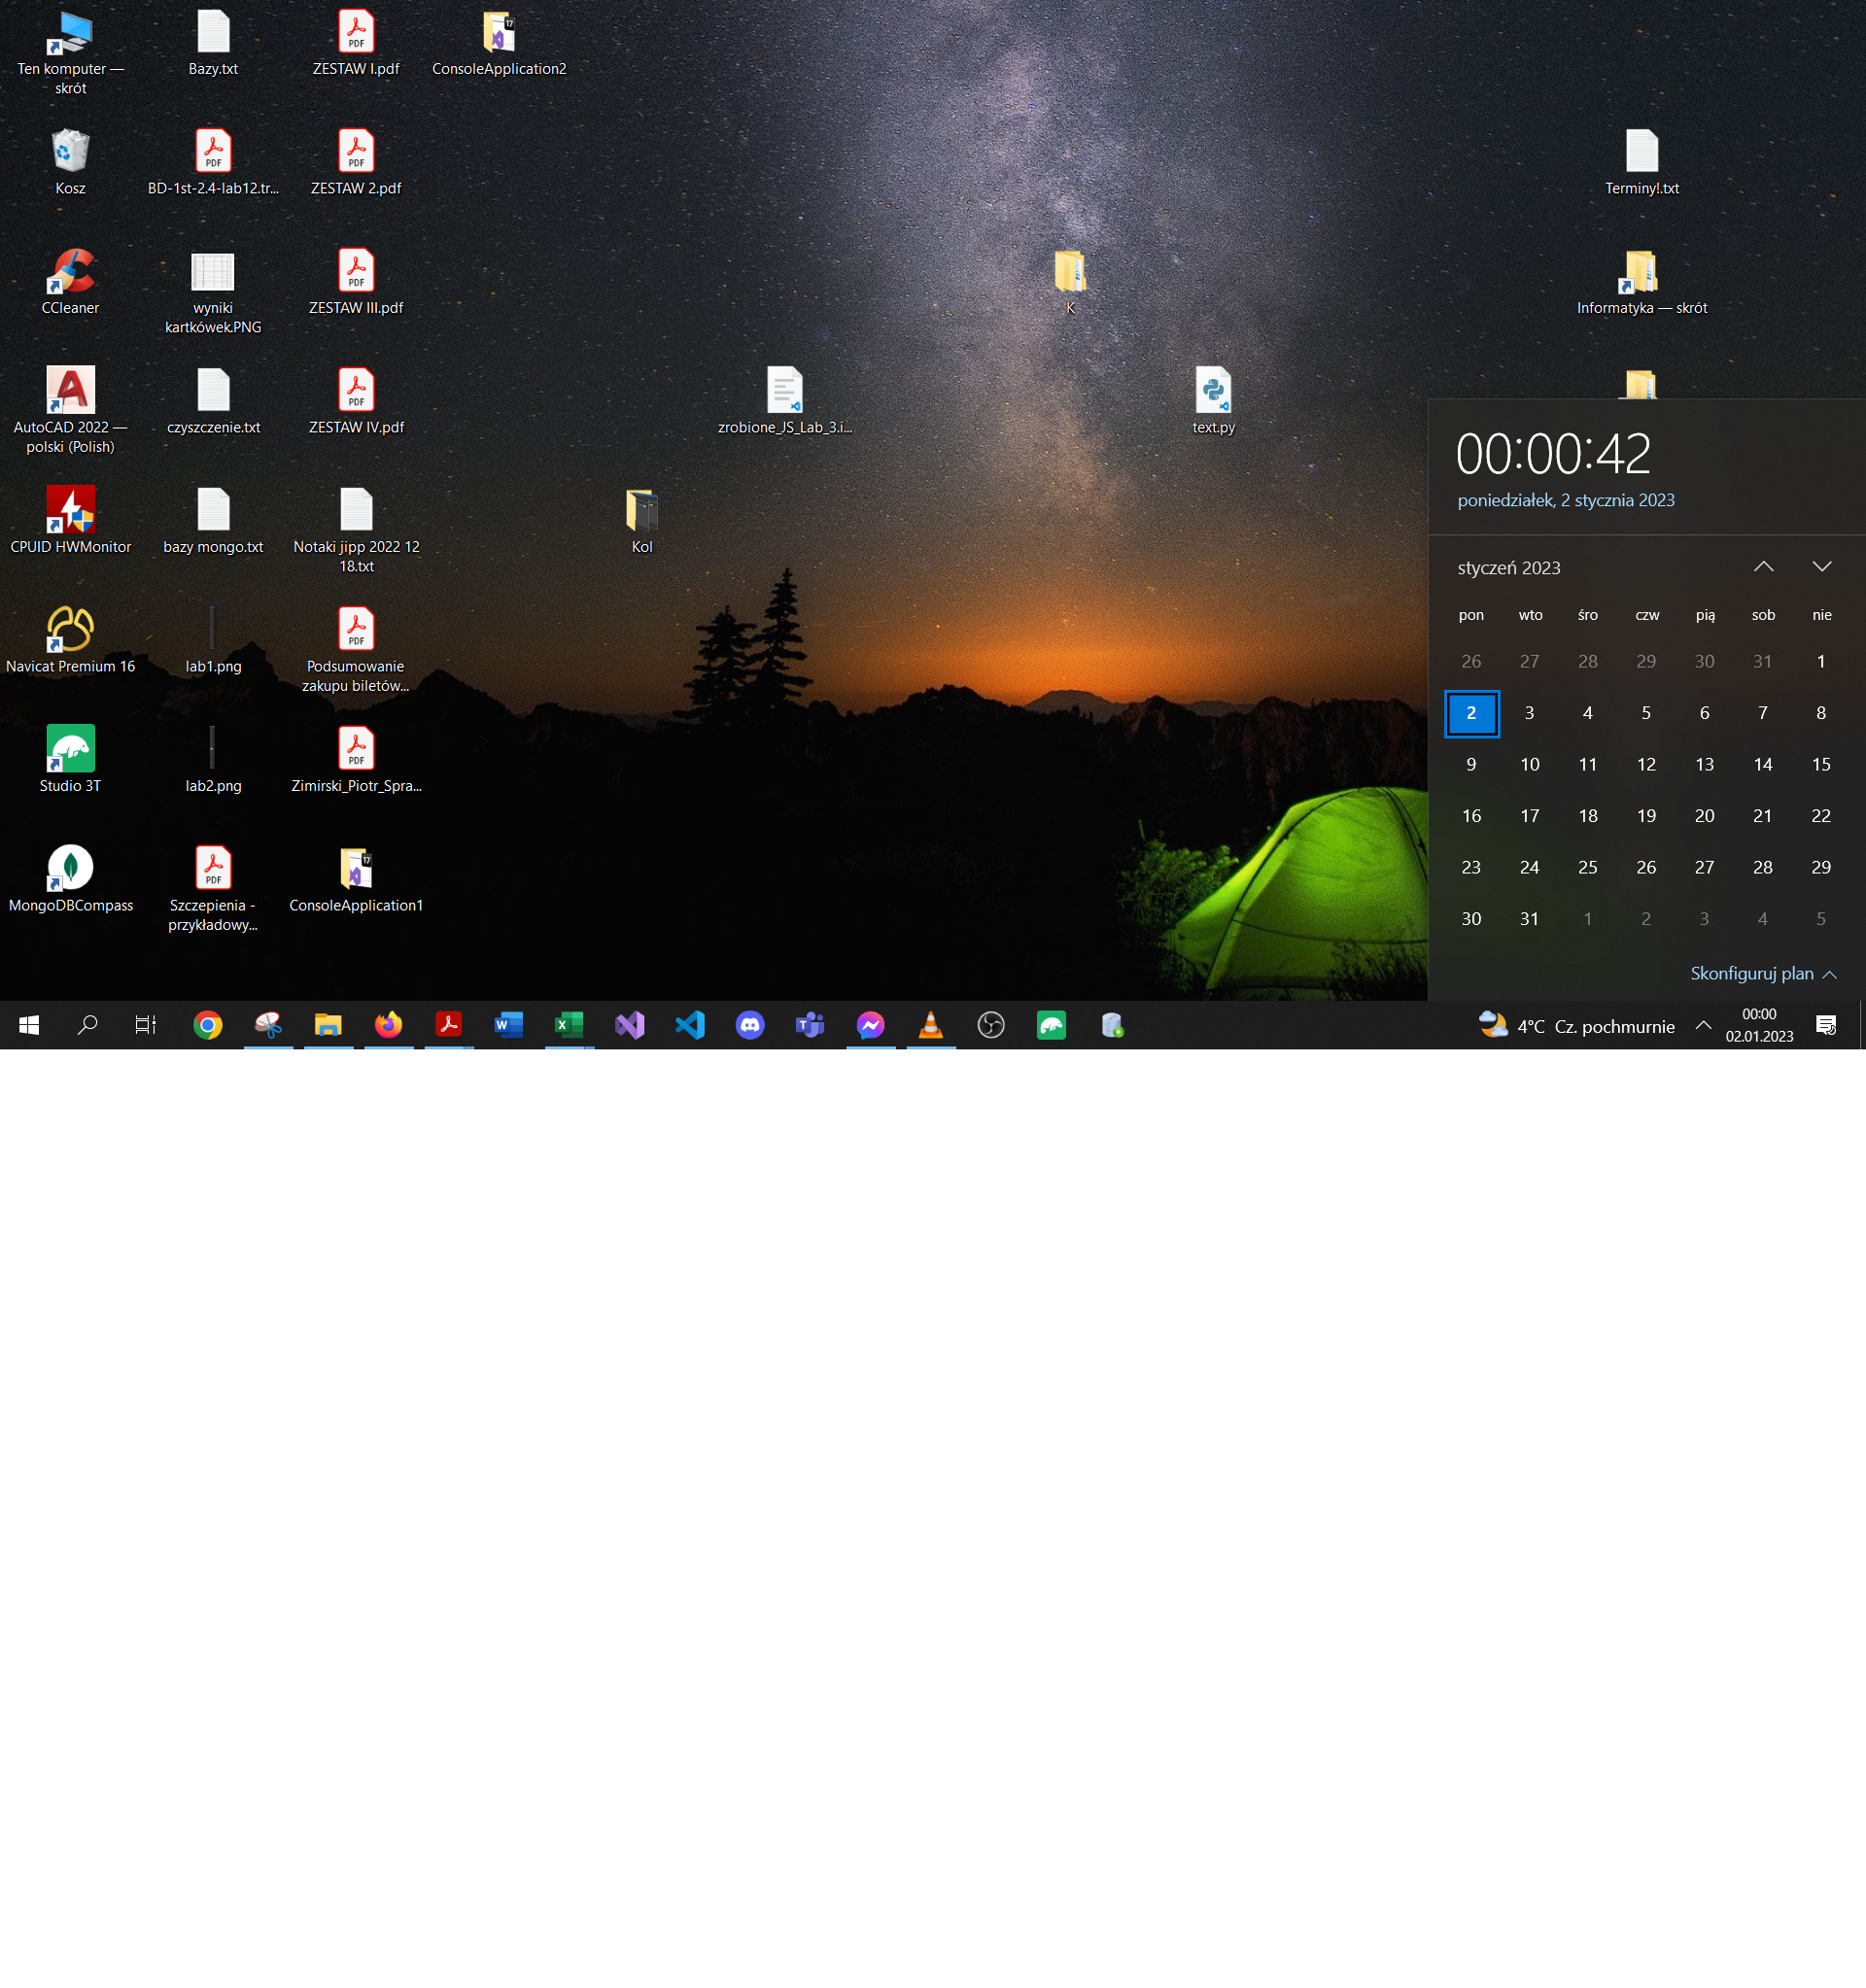 Ten komputer —
skrót
Bazy.txt
ZESTAW I.pdf
ConsoleApplication2
Kosz
BD-1st-2.4-lab12.tr...
ZESTAW 2.pdf
Terminy!.txt
CCleaner
wyniki
kartkówek.PNG
ZESTAW III.pdf
K
Informatyka — skrót
AutoCAD 2022 —
polski (Polish)
czyszczenie.txt
ZESTAW IV.pdf
zrobione_JS_Lab_3.i...
text.py
CPUID HWMonitor
bazy mongo.txt
Notaki jipp 2022 12
18.txt
Kol
Navicat Premium 16
lab1.png
Podsumowanie
zakupu biletów...
Studio 3T
lab2.png
Zimirski_Piotr_Spra...
MongoDBCompass
Szczepienia -
przykładowy...
ConsoleApplication1
00:00:42
poniedziałek, 2 stycznia 2023
styczeń 2023
pon wto śro czw pią sob nie
26 27 28 29 30 31 1
2 3 4 5 6 7 8
9 10 11 12 13 14 15
16 17 18 19 20 21 22
23 24 25 26 27 28 29
30 31 1 2 3 4 5
Skonfiguruj plan
4°C Cz. pochmurnie
00:00
02.01.2023